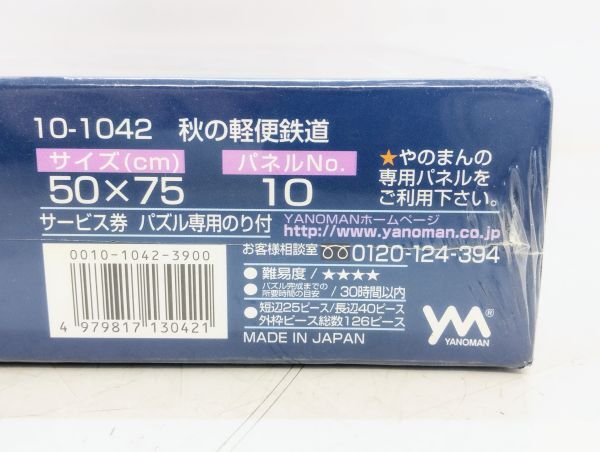 10-1042 秋の軽便鉄道
サイズ(cm)
50×75
パネルNo.
10
★やのまんの
専用パネルを
ご利用下さい。
サービス券 パズル専用のり付
YANOMANホームページ
http://www.yanoman.co.jp
お客様相談室 0120-124-394
0010-1042-3900
4 979817 130421
●難易度/★★★★
●パズル完成までの所要時間の目安/30時間以内
●短辺25ピース/長辺40ピース
外枠ピース総数126ピース
MADE IN JAPAN
YM®
YANOMAN